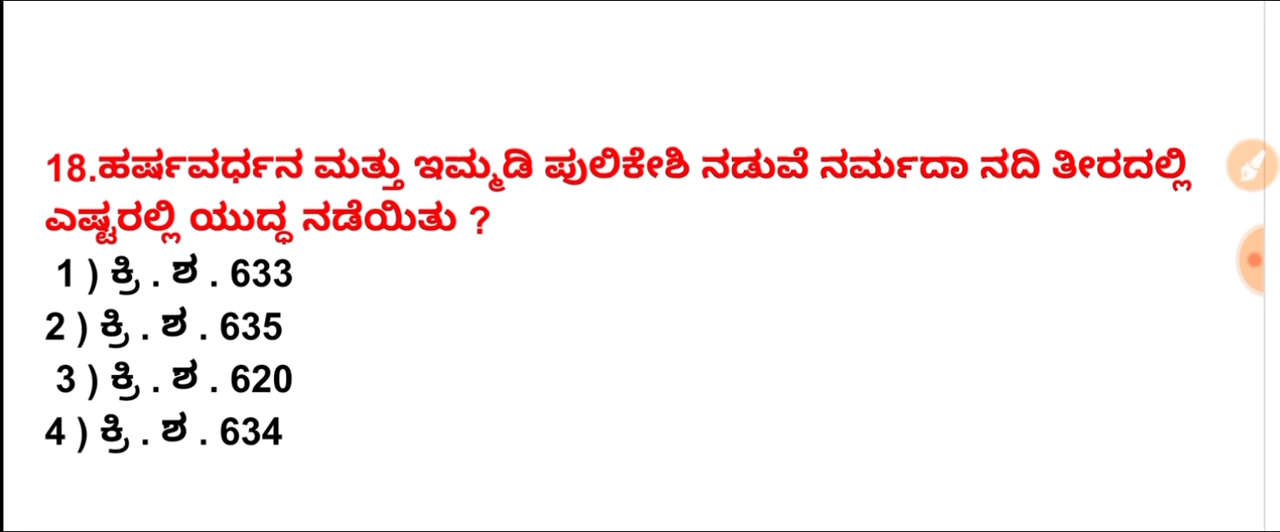 18.ಹರ್ಷವರ್ಧನ ಮತ್ತು ಇಮ್ಮಡಿ ಪುಲಿಕೇಶಿ ನಡುವೆ ನರ್ಮದಾ ನದಿ ತೀರದಲ್ಲಿ
ಎಷ್ಟರಲ್ಲಿ ಯುದ್ಧ ನಡೆಯಿತು ?
1 ) ಕ್ರಿ . ಶ . 633
2 ) ಕ್ರಿ . ಶ . 635
3 ) ಕ್ರಿ . ಶ . 620
4 ) ಕ್ರಿ . ಶ . 634